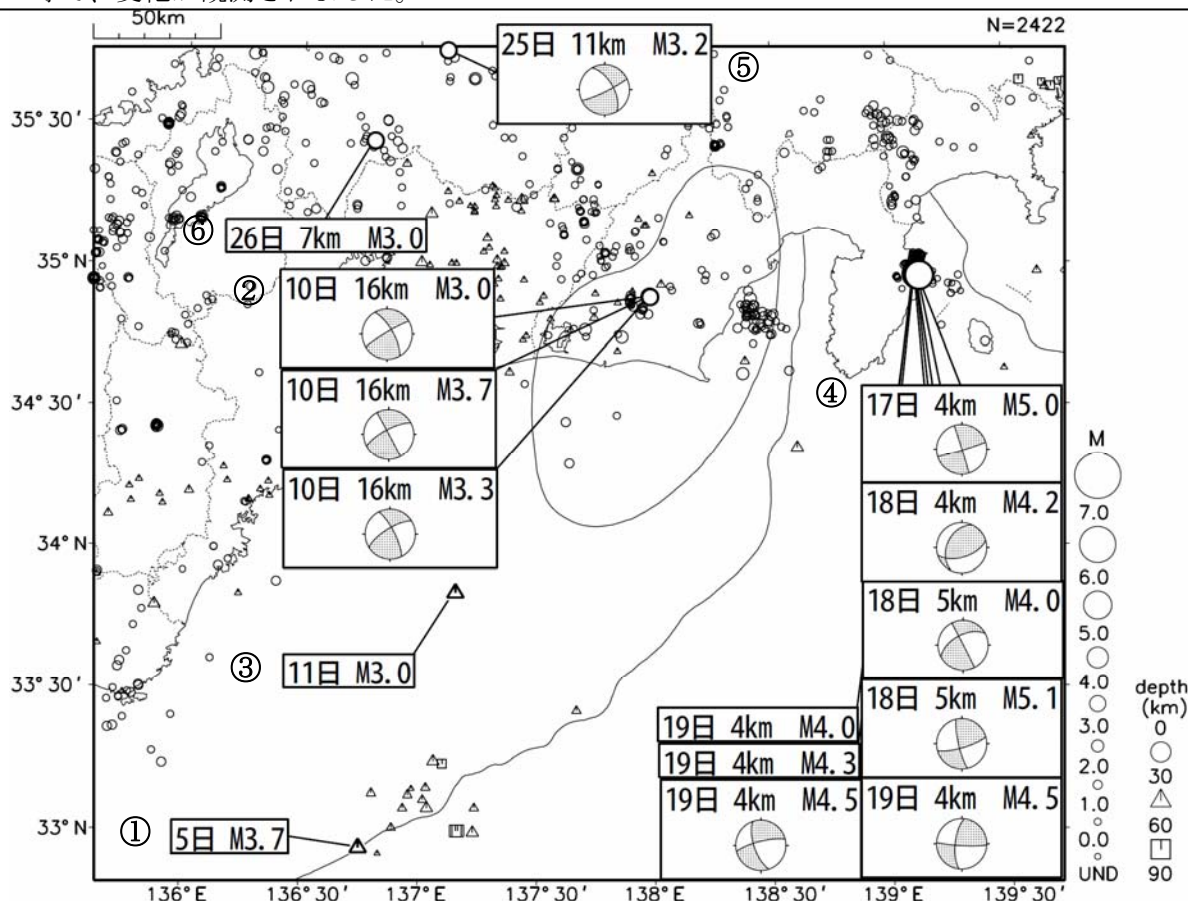 50km
N=2422
25日 11km M3.2
⑤
35°30′
⑥
26日 7km M3.0
35°N
②
10日 16km M3.0
10日 16km M3.7
10日 16km M3.3
34°30′
④
17日 4km M5.0
18日 4km M4.2
18日 5km M4.0
18日 5km M5.1
19日 4km M4.0
19日 4km M4.3
19日 4km M4.5
19日 4km M4.5
34°N
③
11日 M3.0
33°30′
33°N
①
5日 M3.7
M
7.0
6.0
5.0
4.0
3.0
2.0
1.0
0.0
UND
depth
(km)
0
30
60
90
136°E
136.5°
137°E
137.5°
138°E
138.5°
139°E
139.5°